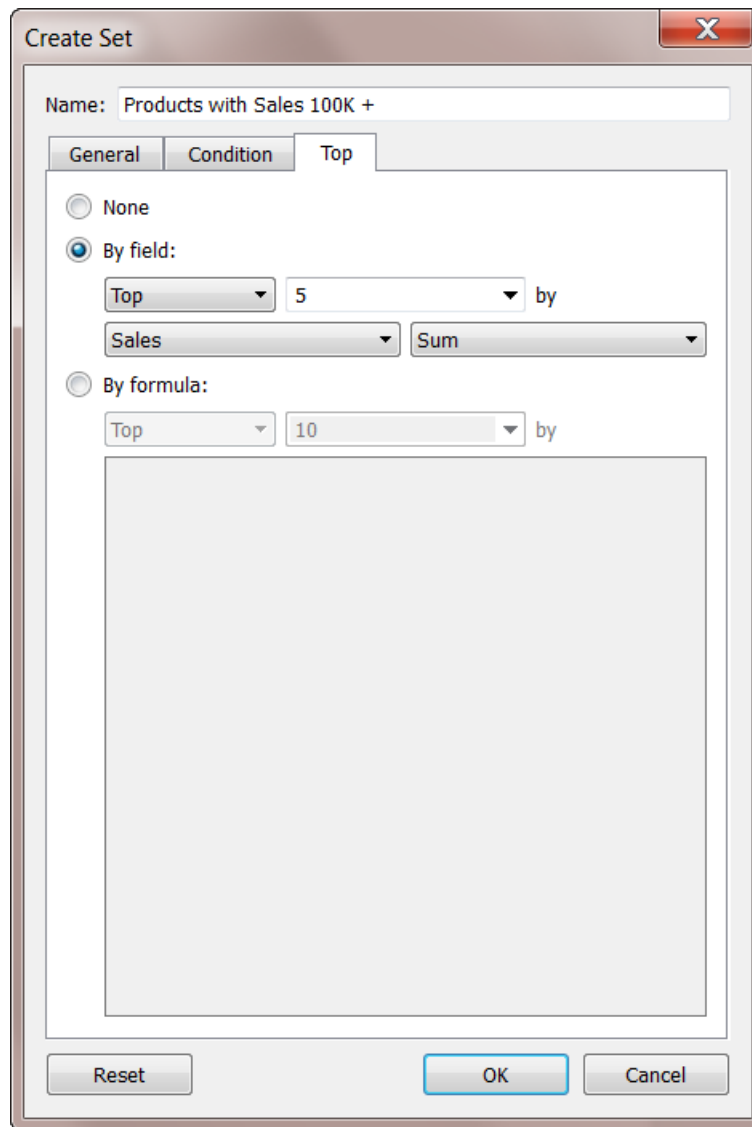 Create Set
Name: Products with Sales 100K +
General Condition Top
None
By field:
Top 5 by
Sales Sum
By formula:
Top 10 by
Reset OK Cancel